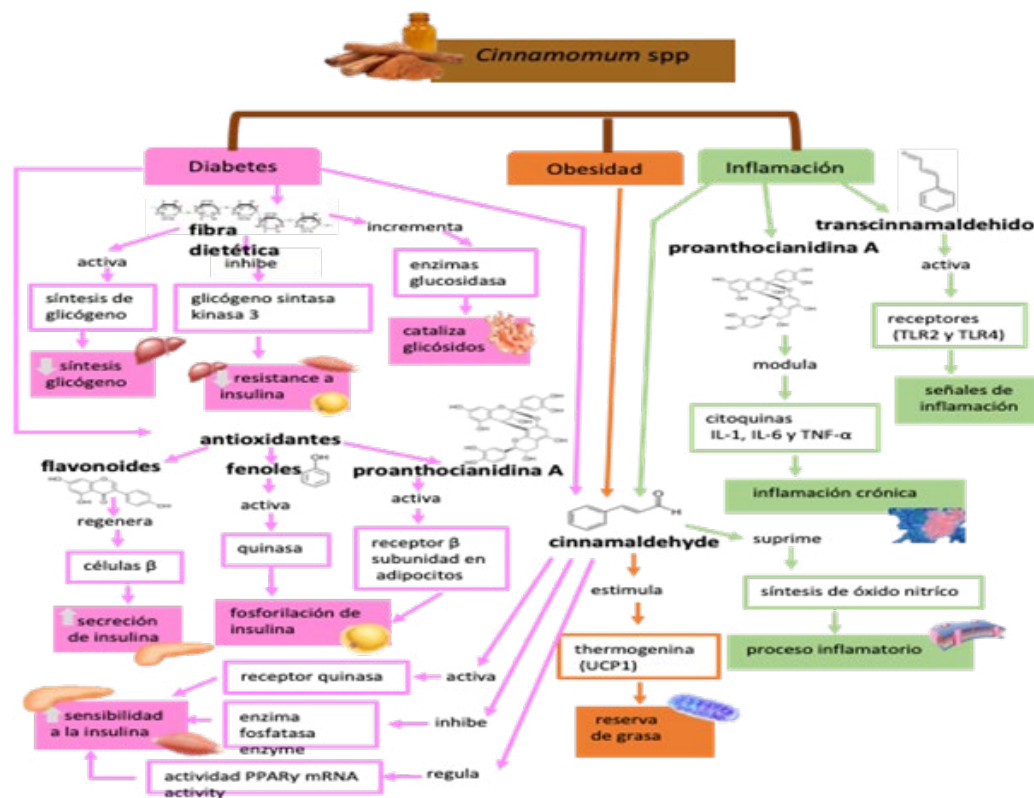 Cinnamomum spp
Diabetes
Obesidad
Inflamación
fibra
dietética
incrementa
activa
inhibe
síntesis de
glicógeno
glicógeno sintasa
kinasa 3
enzimas
glucosidasa
síntesis
glicógeno
resistance a
insulina
cataliza
glicósidos
transcinnamaldehido
proanthocianidina A
activa
receptores
(TLR2 y TLR4)
modula
señales de
inflamación
citoquinas
IL-1, IL-6 y TNF-α
inflamación crónica
antioxidantes
flavonoides
fenoles
proanthocianidina A
regenera
activa
activa
células β
quinasa
receptor β
subunidad en
adipocitos
secreción
de insulina
fosforilación de
insulina
cinnamaldehyde
suprime
estimula
síntesis de óxido nitríco
thermogenina
(UCP1)
proceso inflamatorio
reserva
de grasa
receptor quinasa
activa
sensibilidad
a la insulina
enzima
fosfatasa
enzyme
inhibe
actividad PPARγ mRNA
activity
regula